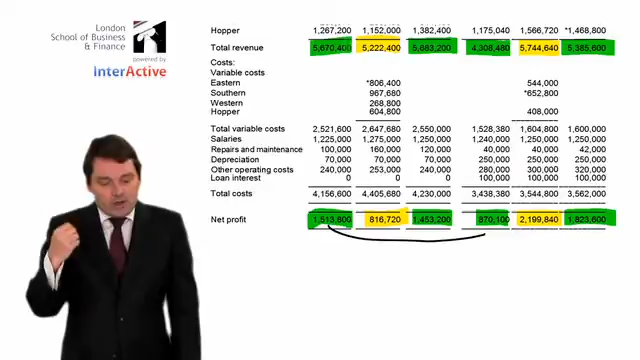 London
School of Business
& Finance
powered by
InterActive
Hopper 1,267,200 1,152,000 1,382,400 1,175,040 1,566,720 *1,468,800
Total revenue 5,670,400 5,222,400 5,683,200 4,308,480 5,744,640 5,385,600
Costs:
Variable costs
Eastern *806,400 544,000
Southern 967,680 *652,800
Western 268,800
Hopper 604,800 408,000
Total variable costs 2,521,600 2,647,680 2,550,000 1,528,380 1,604,800 1,600,000
Salaries 1,225,000 1,275,000 1,250,000 1,240,000 1,250,000 1,250,000
Repairs and maintenance 100,000 160,000 120,000 40,000 40,000 42,000
Depreciation 70,000 70,000 70,000 250,000 250,000 250,000
Other operating costs 240,000 253,000 240,000 280,000 300,000 320,000
Loan interest 0 0 0 100,000 100,000 100,000
Total costs 4,156,600 4,405,680 4,230,000 3,438,380 3,544,800 3,562,000
Net profit 1,513,800 816,720 1,453,200 870,100 2,199,840 1,823,600